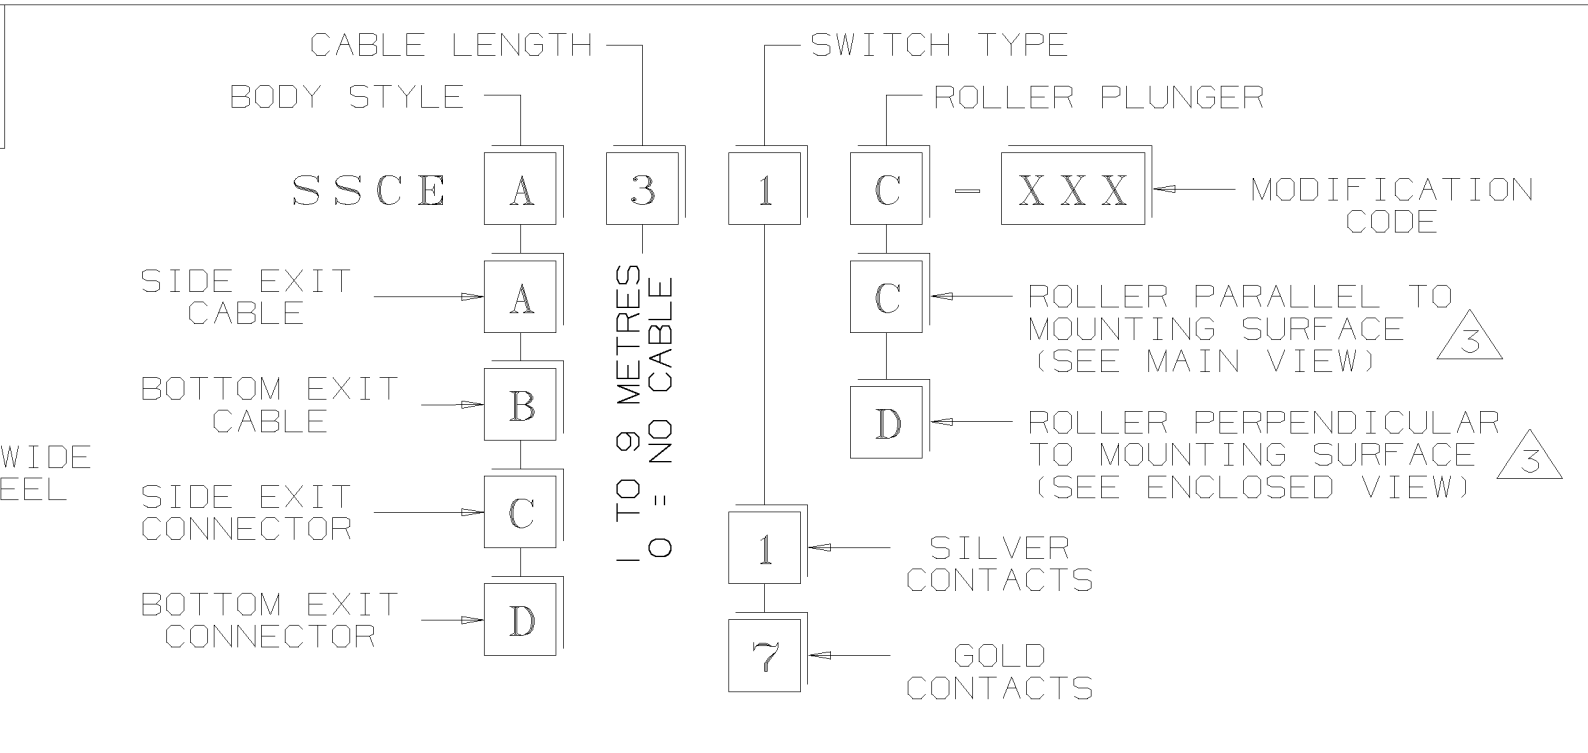 CABLE LENGTH
SWITCH TYPE
BODY STYLE
ROLLER PLUNGER
SSCE A 3 1 C - XXX
MODIFICATION
CODE
SIDE EXIT
CABLE
A
BOTTOM EXIT
CABLE
B
SIDE EXIT
CONNECTOR
C
BOTTOM EXIT
CONNECTOR
D
1 TO 9 METRES
0 = NO CABLE
C
ROLLER PARALLEL TO
MOUNTING SURFACE
(SEE MAIN VIEW)
3
D
ROLLER PERPENDICULAR
TO MOUNTING SURFACE
(SEE ENCLOSED VIEW)
3
1
SILVER
CONTACTS
7
GOLD
CONTACTS
WIDE
EEL